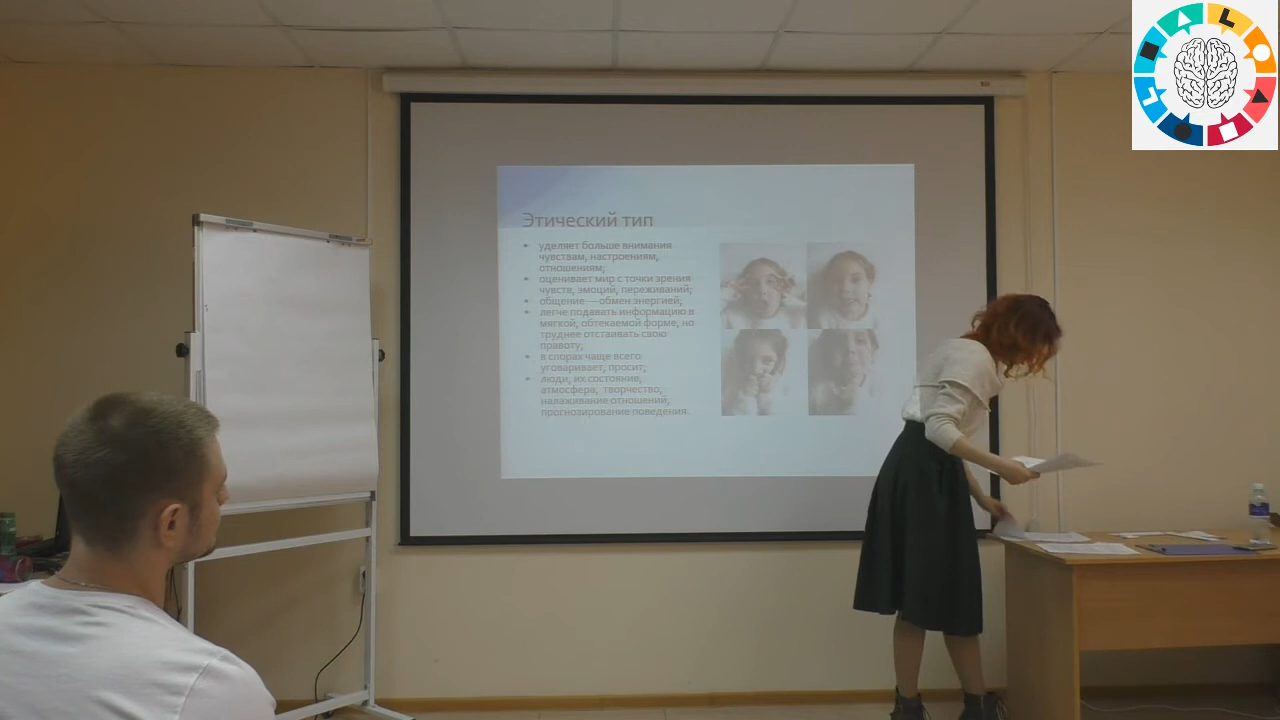 Этический тип
• уделяет больше внимания
чувствам, настроениям,
отношениям;
• оценивает мир с точки зрения
чувств, эмоций, переживаний;
• общение — обмен энергией;
• легче подавать информацию в
мягкой, обтекаемой форме, но
труднее отстаивать свою
правоту;
• в спорах чаще всего
уговаривает, просит;
• люди, их состояние,
атмосфера, творчество,
налаживание отношений,
прогнозирование поведения.